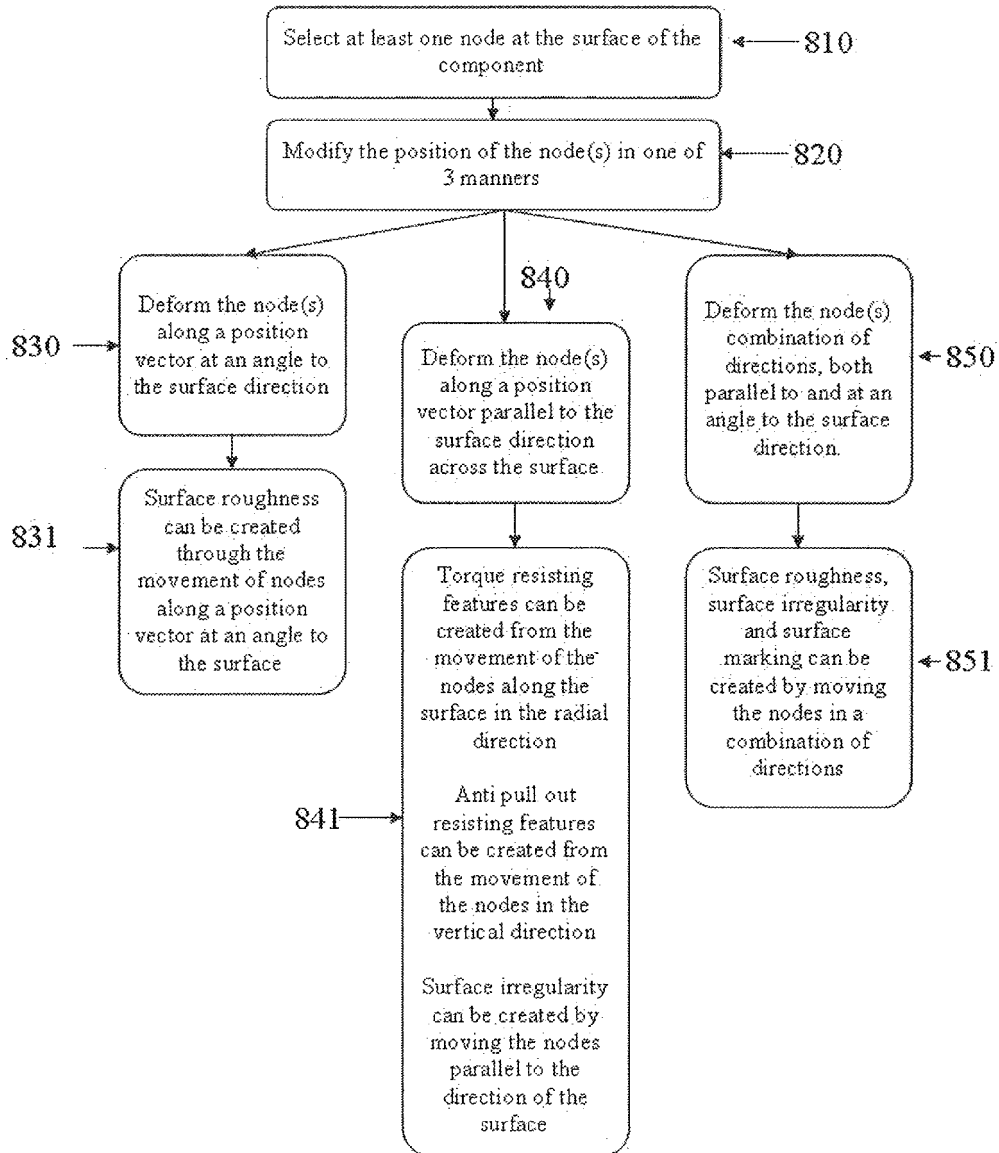 Select at least one node at the surface of the
component
810
Modify the position of the node(s) in one of
3 manners
820
830
Deform the node(s)
along a position
vector at an angle to
the surface direction
840
Deform the node(s)
along a position
vector parallel to the
surface direction
across the surface
Deform the node(s)
combination of
directions, both
parallel to and at an
angle to the surface
direction.
850
831
Surface roughness
can be created
through the
movement of nodes
along a position
vector at an angle to
the surface
841
Torque resisting
features can be
created from the
movement of the
nodes along the
surface in the radial
direction
Anti pull out
resisting features
can be created from
the movement of
the nodes in the
vertical direction
Surface irregularity
can be created by
moving the nodes
parallel to the
direction of the
surface
Surface roughness,
surface irregularity
and surface
marking can be
created by moving
the nodes in a
combination of
directions
851